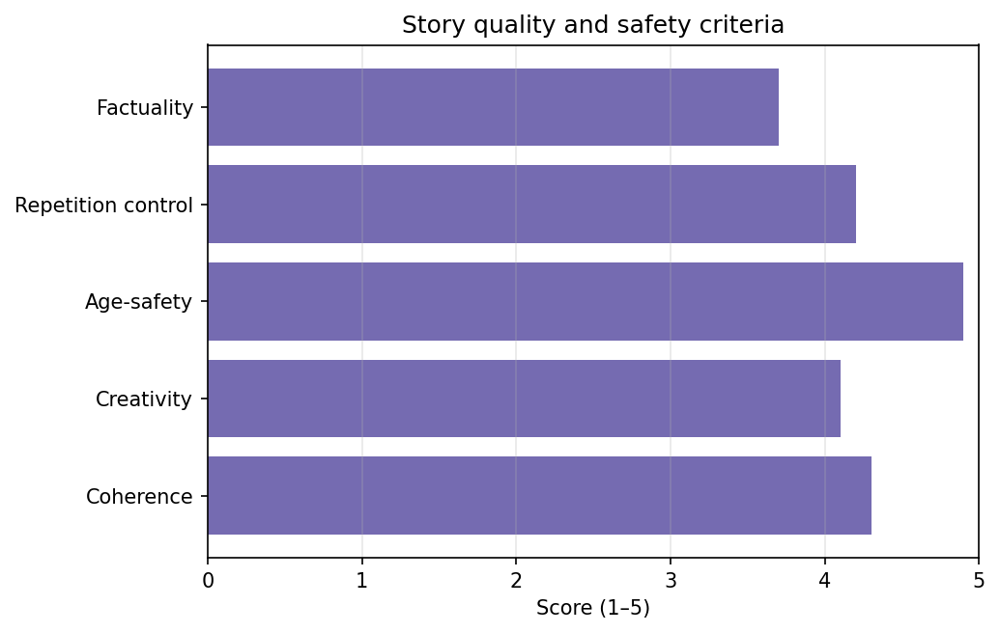 Story quality and safety criteria
Factuality
Repetition control
Age-safety
Creativity
Coherence
0 1 2 3 4 5
Score (1–5)